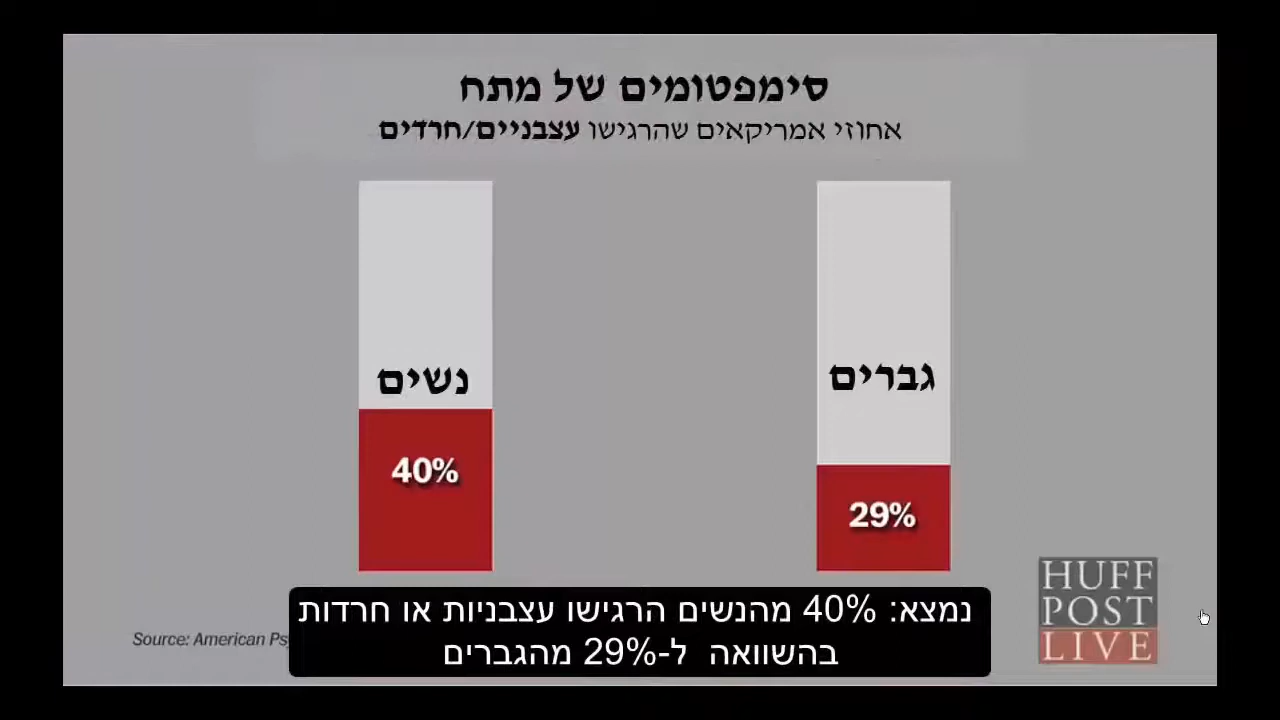 סימפטומים של מתח
אחוזי אמריקאים שהרגישו עצבניים/חרדים
גברים
נשים
29%
40%
נמצא: 40% מהנשים הרגישו עצבניות או חרדות
בהשוואה ל-29% מהגברים
Source: American
HUFF
POST
LIVE